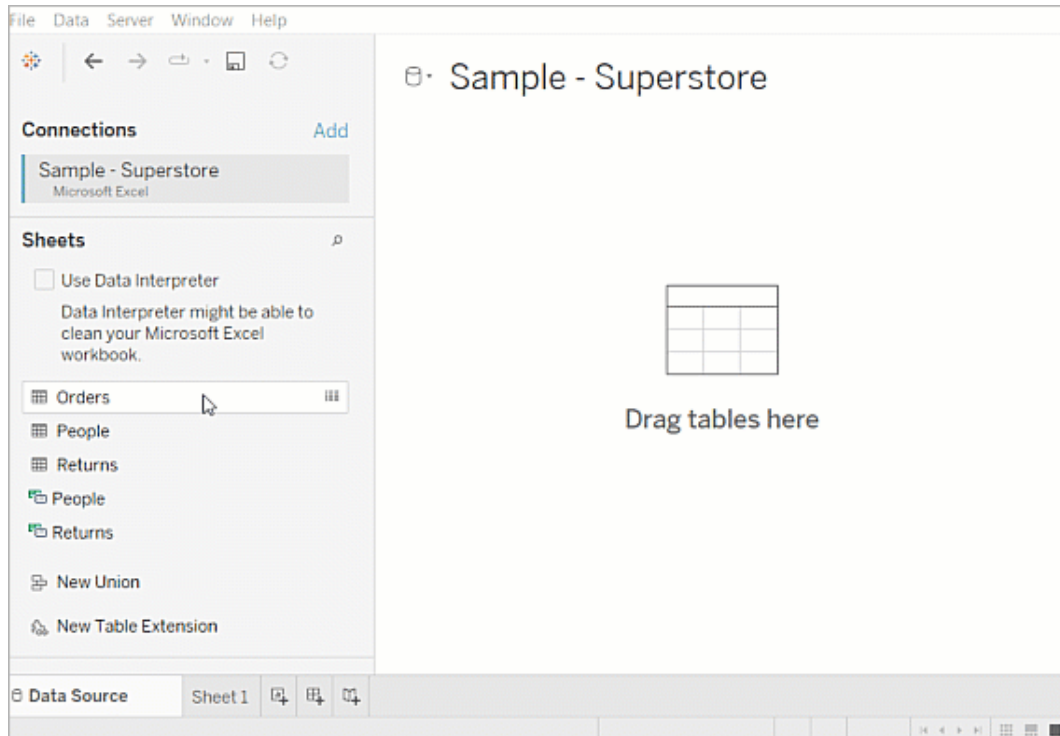 File Data Server Window Help
Sample - Superstore
Connections Add
Sample - Superstore
Microsoft Excel
Sheets
Use Data Interpreter
Data Interpreter might be able to
clean your Microsoft Excel
workbook.
Orders
People
Returns
People
Returns
New Union
New Table Extension
Drag tables here
Data Source Sheet 1